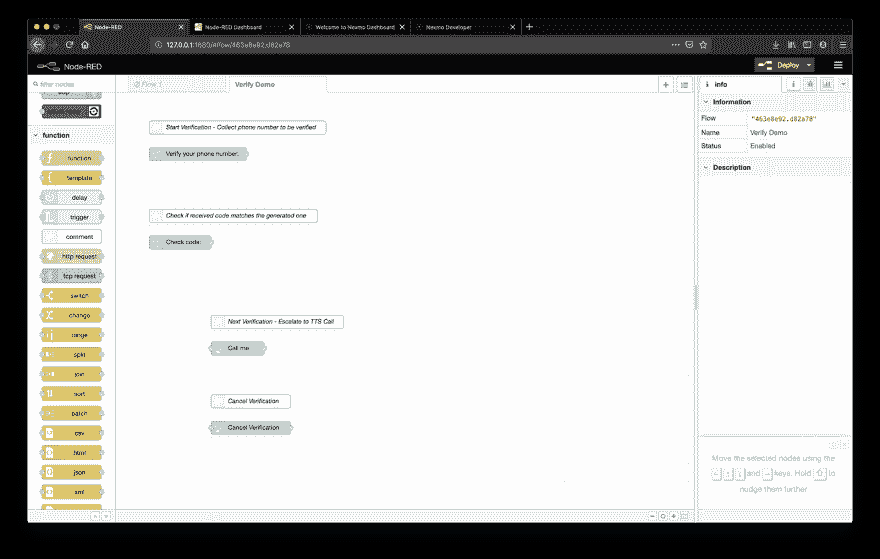 Node-RED
Node-RED Dashboard
Welcome to Nexmo Dashboard
Nexmo Developer
127.0.0.1:1880/#flow/463e8e92.d82a78
Node-RED
Deploy
filter nodes
Flow 1
Verify Demo
info
function
function
template
delay
trigger
comment
http request
tcp request
switch
change
range
split
join
sort
batch
csv
html
json
xml
Start Verification - Collect phone number to be verified
Verify your phone number:
Check if received code matches the generated one
Check code:
Next Verification - Escalate to TTS Call
Call me
Cancel Verification
Cancel Verification
Information
Flow "463e8e92.d82a78"
Name Verify Demo
Status Enabled
Description
Move the selected nodes using the
and keys. Hold to
nudge them further